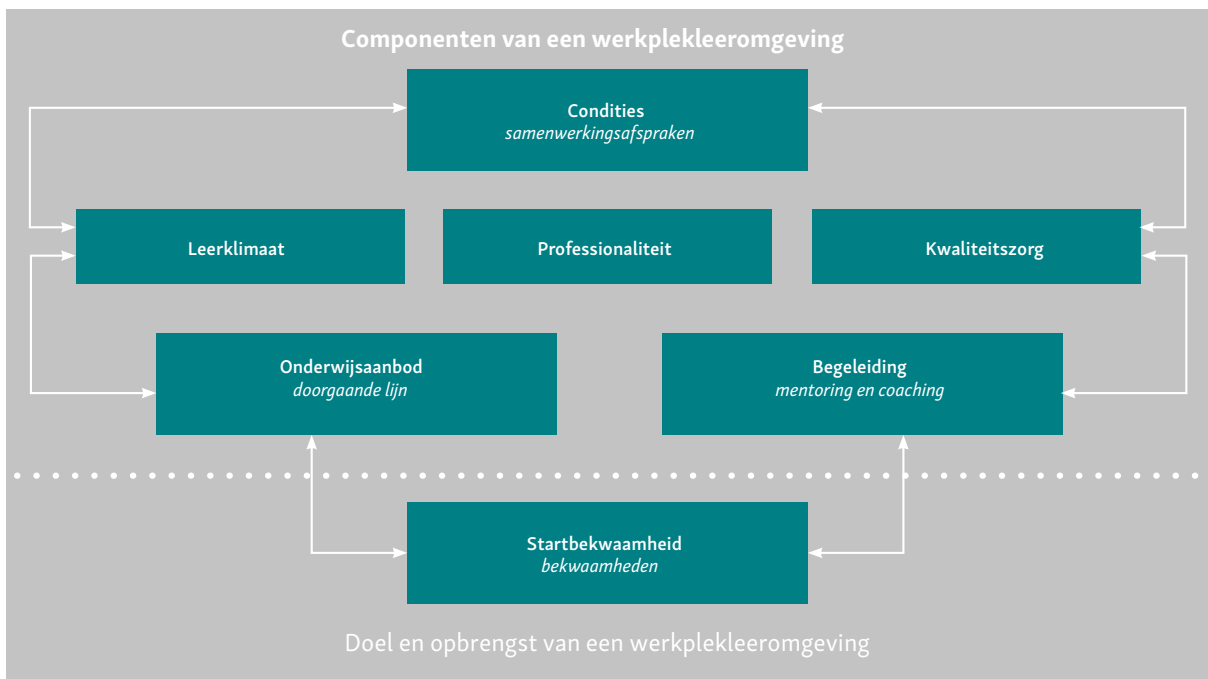 Componenten van een werkplekleeromgeving
Condities
samenwerkingsafspraken
Leerklimaat
Professionaliteit
Kwaliteitszorg
Onderwijsaanbod
doorgaande lijn
Begeleiding
mentoring en coaching
Startbekwaamheid
bekwaamheden
Doel en opbrengst van een werkplekleeromgeving